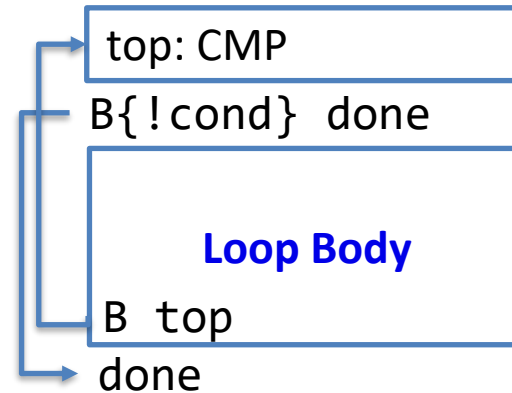 top: CMP
B{!cond} done
Loop Body
B top
done